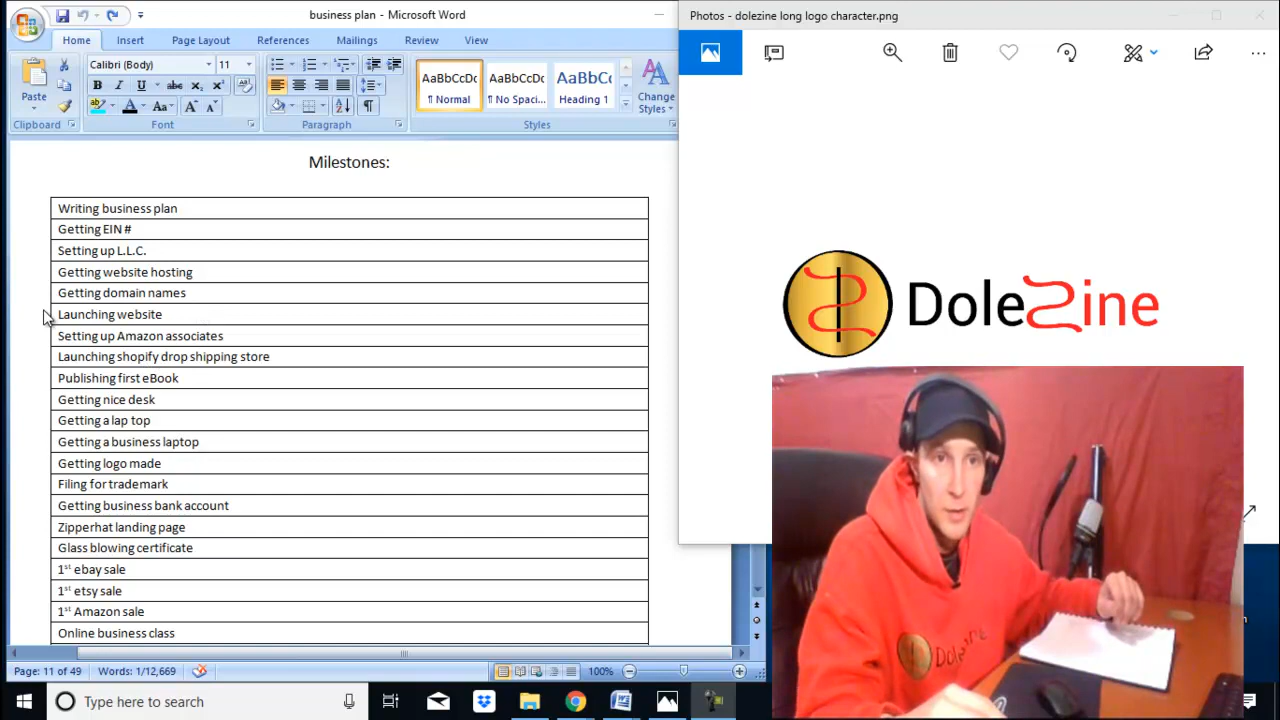 business plan - Microsoft Word
Photos - dolezine long logo character.png
Home Insert Page Layout References Mailings Review View
Paste
Calibri (Body) 11
AaBbCcDc AaBbCcDc AaBbCc
¶ Normal ¶ No Spaci... Heading 1
Change Styles
Clipboard Font Paragraph Styles
Milestones:
Writing business plan
Getting EIN #
Setting up L.L.C.
Getting website hosting
Getting domain names
Launching website
Setting up Amazon associates
Launching shopify drop shipping store
Publishing first eBook
Getting nice desk
Getting a lap top
Getting a business laptop
Getting logo made
Filing for trademark
Getting business bank account
Zipperhat landing page
Glass blowing certificate
1st ebay sale
1st etsy sale
1st Amazon sale
Online business class
DoleZine
Page: 11 of 49 Words: 1/12,669 100%
Type here to search